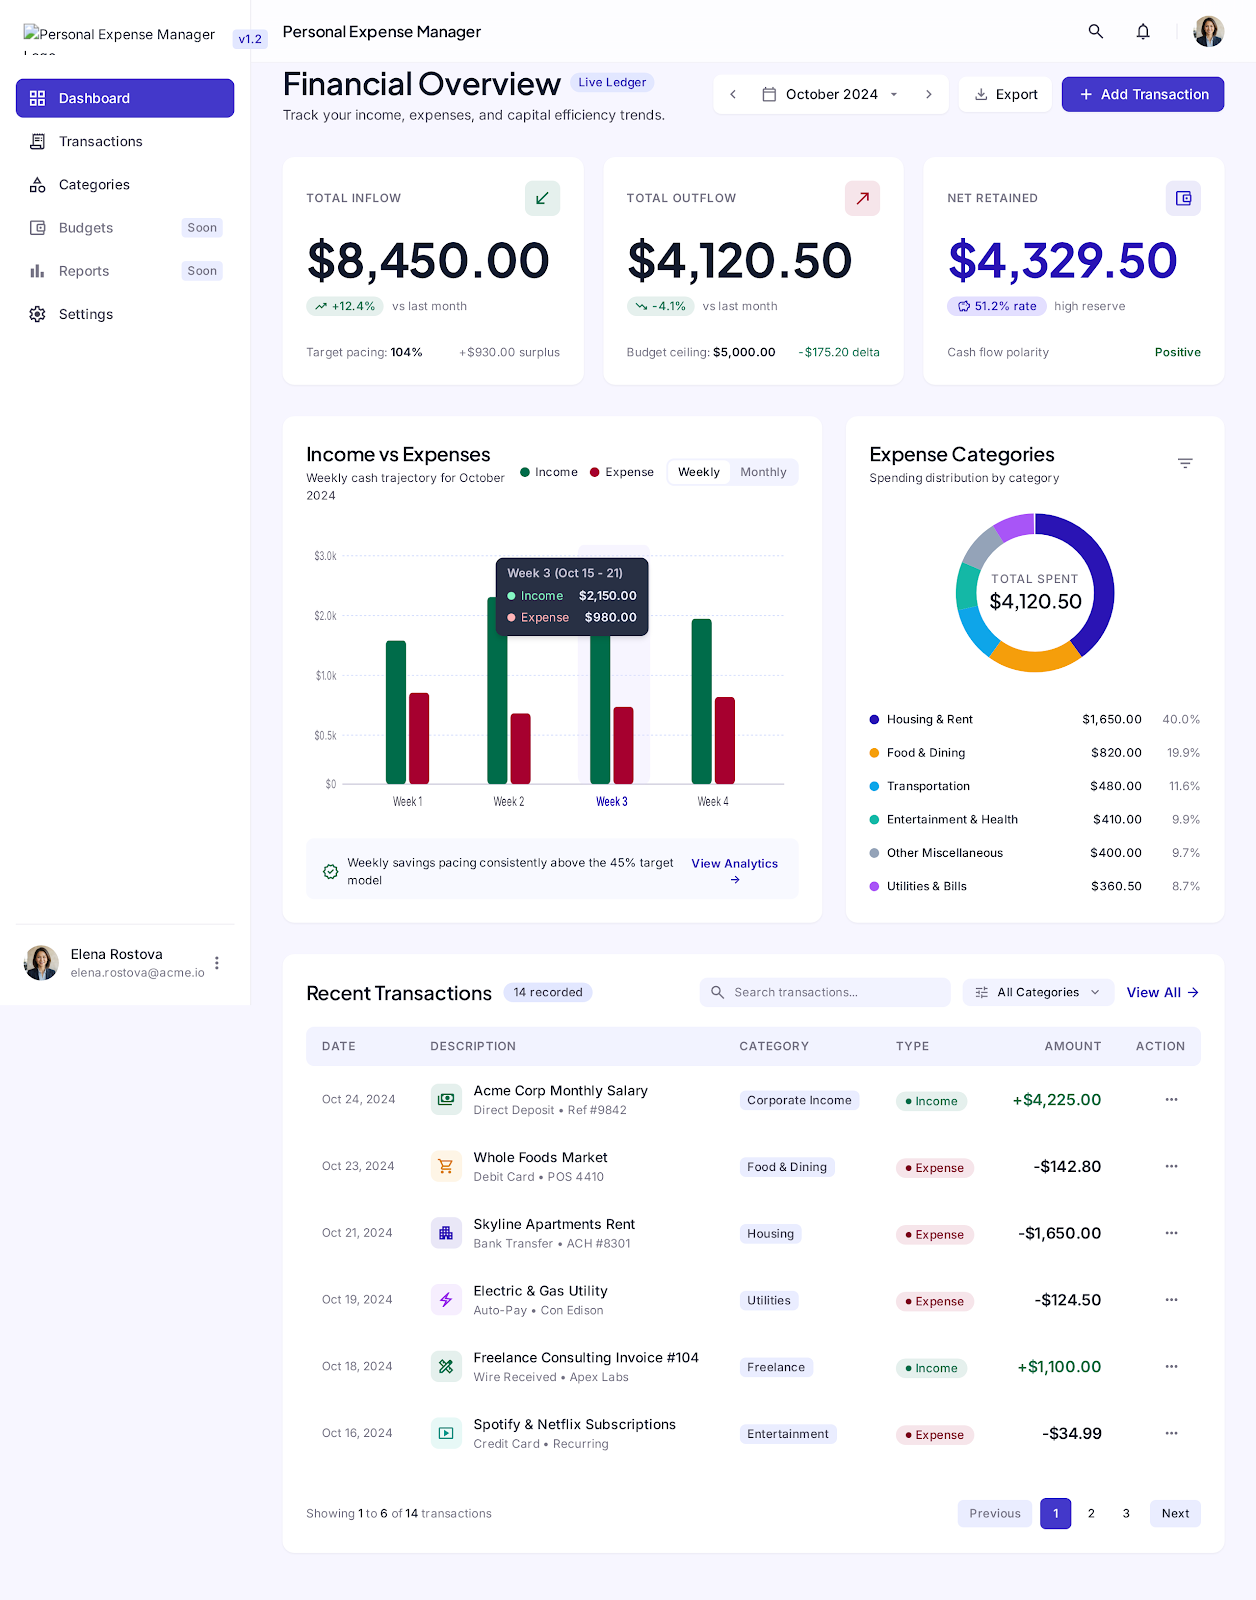 Personal Expense Manager
v1.2
Dashboard
Transactions
Categories
Budgets Soon
Reports Soon
Settings
Elena Rostova
elena.rostova@acme.io
Personal Expense Manager
Financial Overview Live Ledger
Track your income, expenses, and capital efficiency trends.
October 2024
Export
Add Transaction
TOTAL INFLOW
$8,450.00
+12.4% vs last month
Target pacing: 104% +$930.00 surplus
TOTAL OUTFLOW
$4,120.50
-4.1% vs last month
Budget ceiling: $5,000.00 -$175.20 delta
NET RETAINED
$4,329.50
51.2% rate high reserve
Cash flow polarity Positive
Income vs Expenses
Weekly cash trajectory for October
2024
Income Expense Weekly Monthly
$3.0k
$2.0k
$1.0k
$0.5k
$0
Week 3 (Oct 15 - 21)
Income $2,150.00
Expense $980.00
Week 1 Week 2 Week 3 Week 4
Weekly savings pacing consistently above the 45% target
model
View Analytics
→
Expense Categories
Spending distribution by category
TOTAL SPENT
$4,120.50
Housing & Rent $1,650.00 40.0%
Food & Dining $820.00 19.9%
Transportation $480.00 11.6%
Entertainment & Health $410.00 9.9%
Other Miscellaneous $400.00 9.7%
Utilities & Bills $360.50 8.7%
Recent Transactions 14 recorded
Search transactions...
All Categories
View All →
DATE DESCRIPTION CATEGORY TYPE AMOUNT ACTION
Oct 24, 2024 Acme Corp Monthly Salary Corporate Income • Income +$4,225.00
Direct Deposit • Ref #9842
Oct 23, 2024 Whole Foods Market Food & Dining • Expense -$142.80
Debit Card • POS 4410
Oct 21, 2024 Skyline Apartments Rent Housing • Expense -$1,650.00
Bank Transfer • ACH #8301
Oct 19, 2024 Electric & Gas Utility Utilities • Expense -$124.50
Auto-Pay • Con Edison
Oct 18, 2024 Freelance Consulting Invoice #104 Freelance • Income +$1,100.00
Wire Received • Apex Labs
Oct 16, 2024 Spotify & Netflix Subscriptions Entertainment • Expense -$34.99
Credit Card • Recurring
Showing 1 to 6 of 14 transactions
Previous 1 2 3 Next